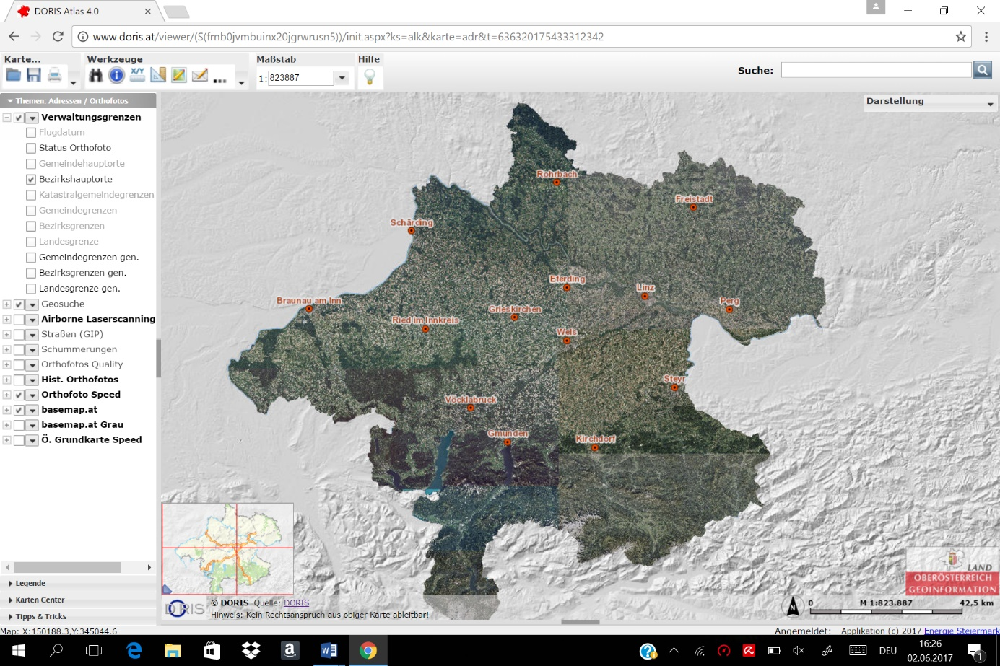 DORIS Atlas 4.0
www.doris.at/viewer/(S(frnb0jvmbuinx20jgrwrusn5))/init.aspx?ks=alk&karte=adr&t=636320175433312342
Karte... Werkzeuge Maßstab Hilfe
X/Y
1: 823887
Suche:
Themen: Adressen / Orthofotos
Darstellung
Verwaltungsgrenzen
Flugdatum
Status Orthofoto
Gemeindehauptorte
Bezirkshauptorte
Katastralgemeindegrenzen
Gemeindegrenzen
Bezirksgrenzen
Landesgrenze
Gemeindegrenzen gen.
Bezirksgrenzen gen.
Landesgrenze gen.
Geosuche
Airborne Laserscanning
Straßen (GIP)
Schummerungen
Orthofotos Quality
Hist. Orthofotos
Orthofoto Speed
basemap.at
basemap.at Grau
Ö. Grundkarte Speed
Rohrbach
Freistadt
Schärding
Eferding
Linz
Braunau am Inn
Perg
Grieskirchen
Ried im Innkreis
Wels
Steyr
Vöcklabruck
Gmunden
Kirchdorf
Legende
Karten Center
Tipps & Tricks
DORIS
© DORIS Quelle: DORIS
Hinweis: Kein Rechtsanspruch aus obiger Karte ableitbar!
LAND
OBERÖSTERREICH
GEOINFORMATION
0 M 1:823.887 42,5 km
Map: X:150188.3,Y:345044.6
Angemeldet: Applikation (c) 2017 Energie Steiermark
DEU
16:26
02.06.2017
1